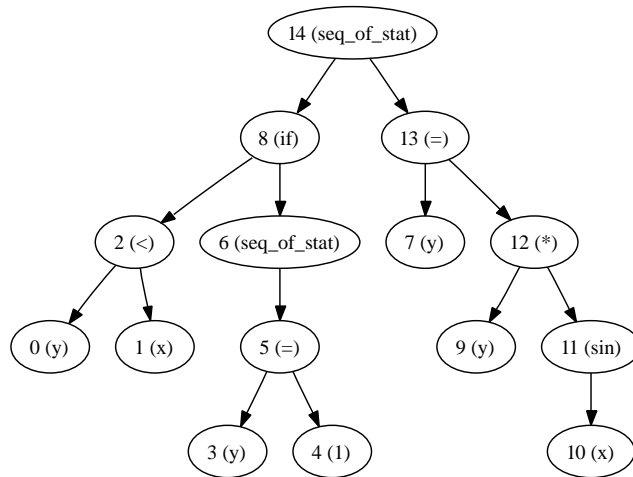 14 (seq_of_stat)
8 (if)
13 (=)
2 (<)
6 (seq_of_stat)
7 (y)
12 (*)
0 (y)
1 (x)
5 (=)
9 (y)
11 (sin)
3 (y)
4 (1)
10 (x)